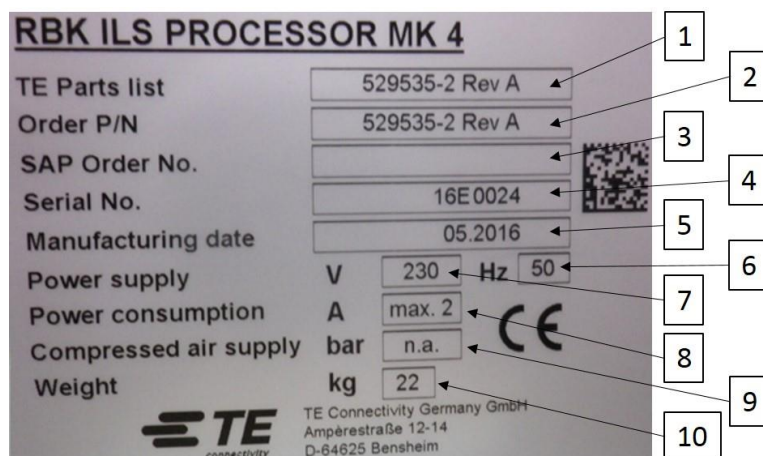 RBK ILS PROCESSOR MK 4
1
TE Parts list 529535-2 Rev A
2
Order P/N 529535-2 Rev A
3
SAP Order No.
4
Serial No. 16E0024
5
Manufacturing date 05.2016
6
Power supply V 230 Hz 50
7
Power consumption A max. 2
8
Compressed air supply bar n.a.
9
Weight kg 22
10
CE
TE
connectivity
TE Connectivity Germany GmbH
Ampèrestraße 12-14
D-64625 Bensheim